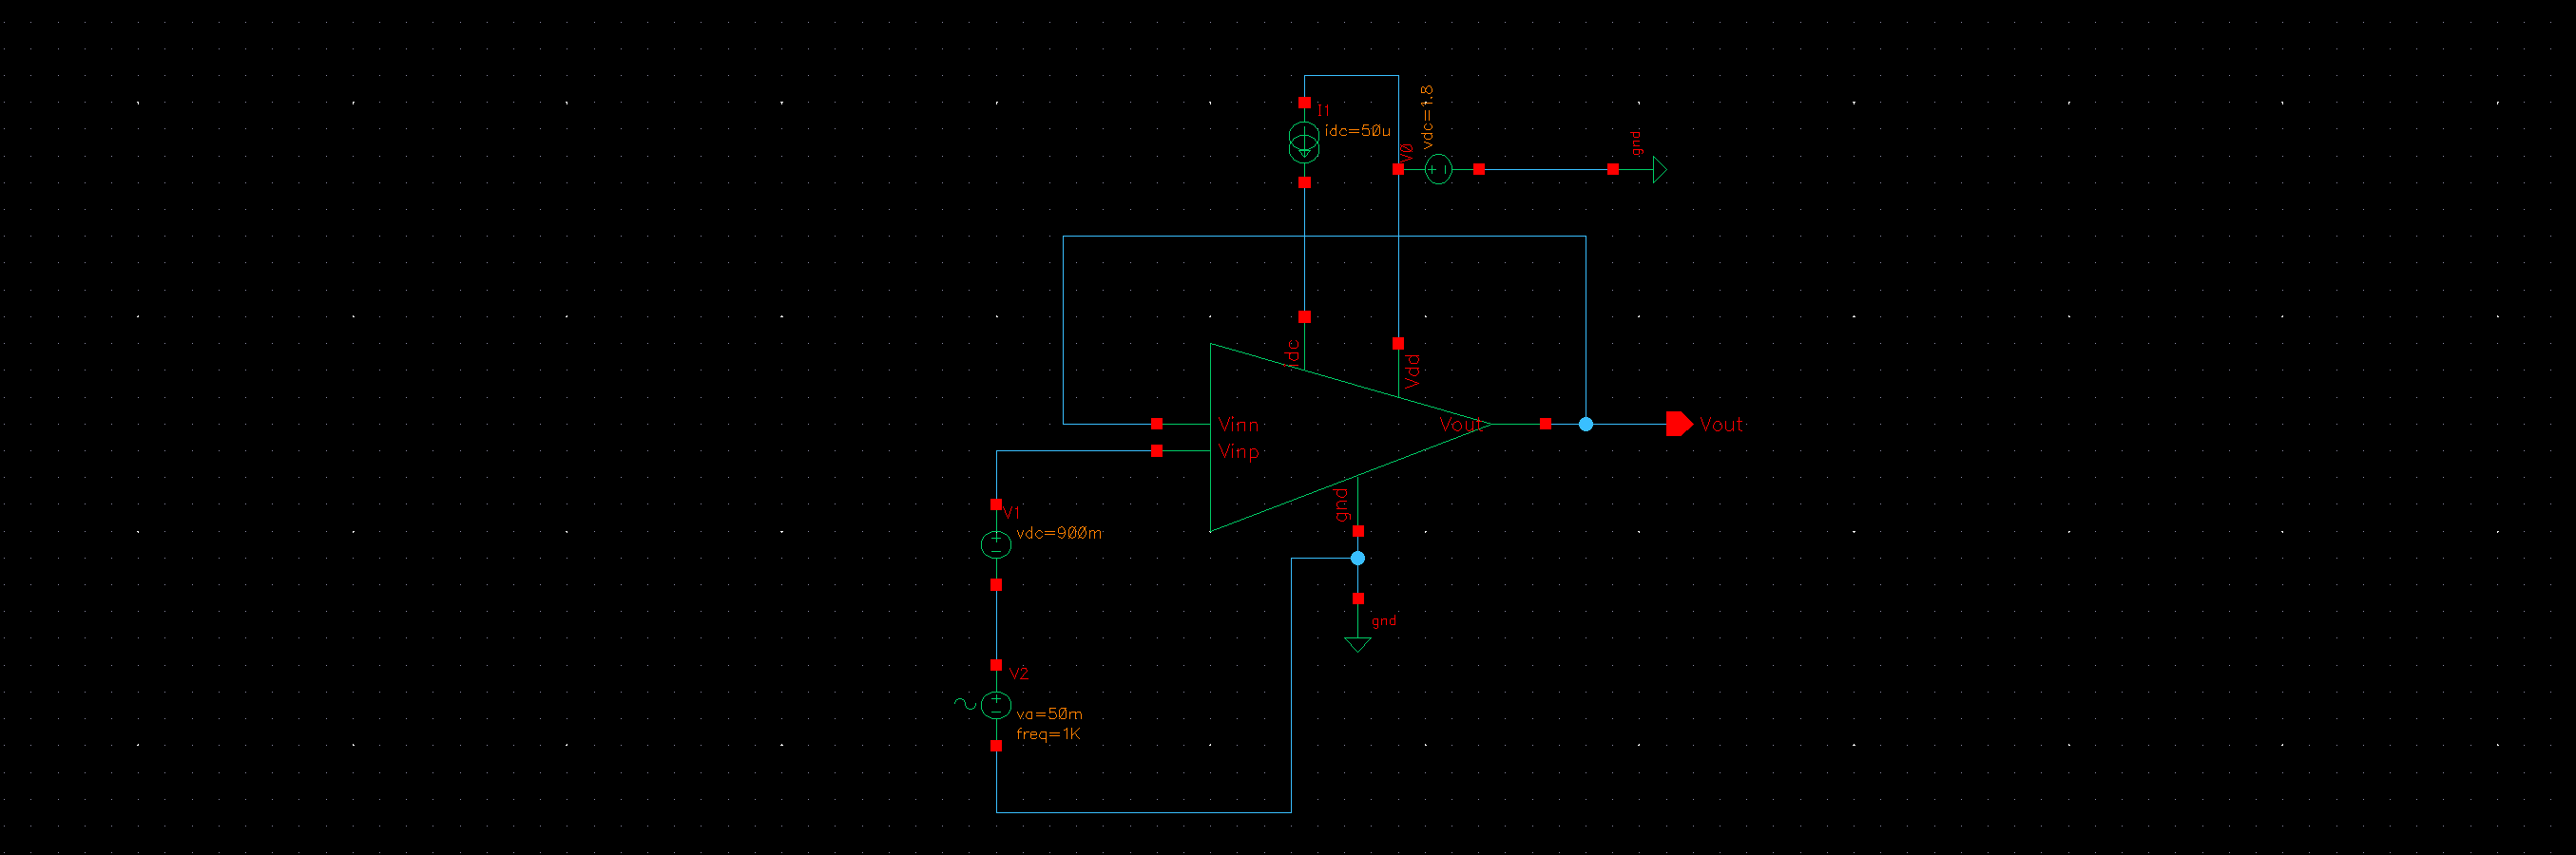 I1
idc=50u
V0
vdc=1.8
gnd
idc
Vdd
Vinn
Vinp
Vout
Vout
gnd
gnd
V1
vdc=900m
V2
va=50m
freq=1K